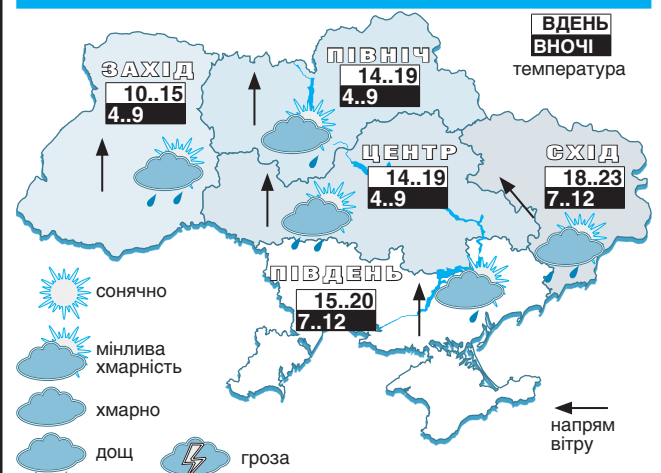 ВДЕНЬ
ВНОЧІ
температура
ПІВНІЧ
14..19
4..9
ЗАХІД
10..15
4..9
ЦЕНТР
14..19
4..9
СХІД
18..23
7..12
ПІВДЕНЬ
15..20
7..12
сонячно
мінлива
хмарність
хмарно
дощ
гроза
напрям
вітру